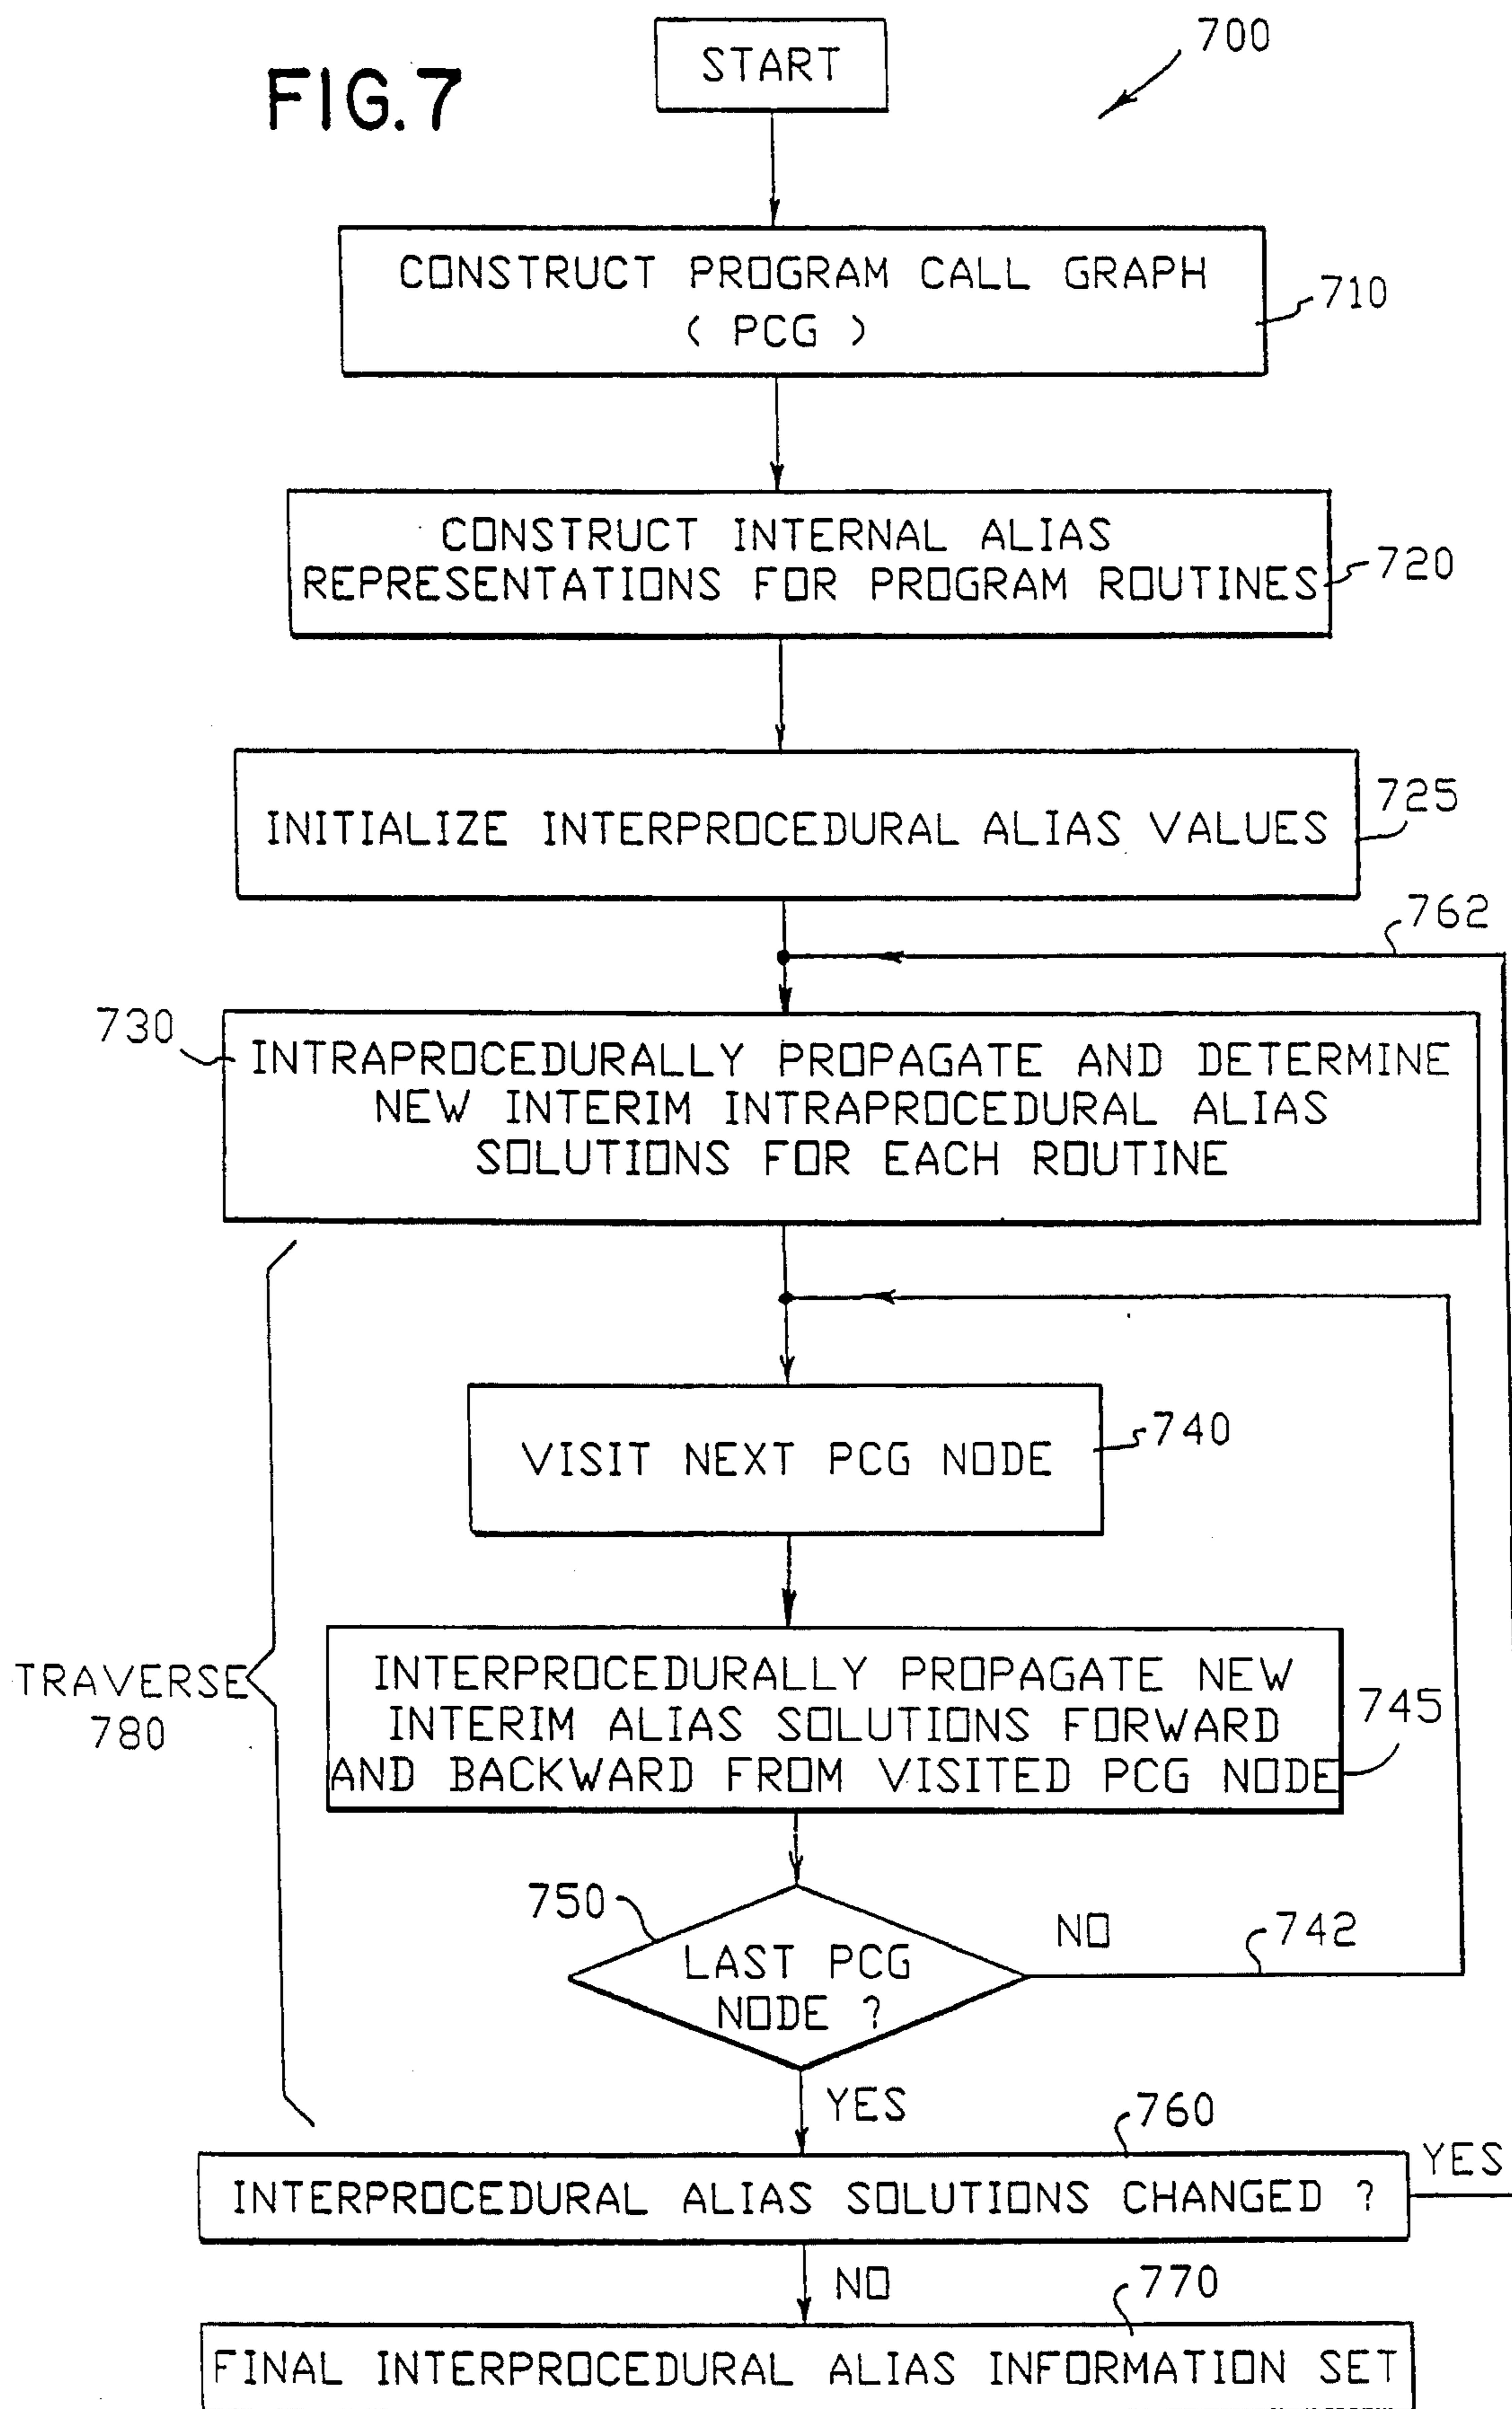 FIG. 7
START
700
CONSTRUCT PROGRAM CALL GRAPH
( PCG )
710
CONSTRUCT INTERNAL ALIAS
REPRESENTATIONS FOR PROGRAM ROUTINES
720
INITIALIZE INTERPROCEDURAL ALIAS VALUES
725
762
730
INTRAPROCEDURALLY PROPAGATE AND DETERMINE
NEW INTERIM INTRAPROCEDURAL ALIAS
SOLUTIONS FOR EACH ROUTINE
VISIT NEXT PCG NODE
740
TRAVERSE
780
INTERPROCEDURALLY PROPAGATE NEW
INTERIM ALIAS SOLUTIONS FORWARD
AND BACKWARD FROM VISITED PCG NODE
745
750
LAST PCG
NODE ?
NO
742
YES
760
INTERPROCEDURAL ALIAS SOLUTIONS CHANGED ?
YES
NO
770
FINAL INTERPROCEDURAL ALIAS INFORMATION SET